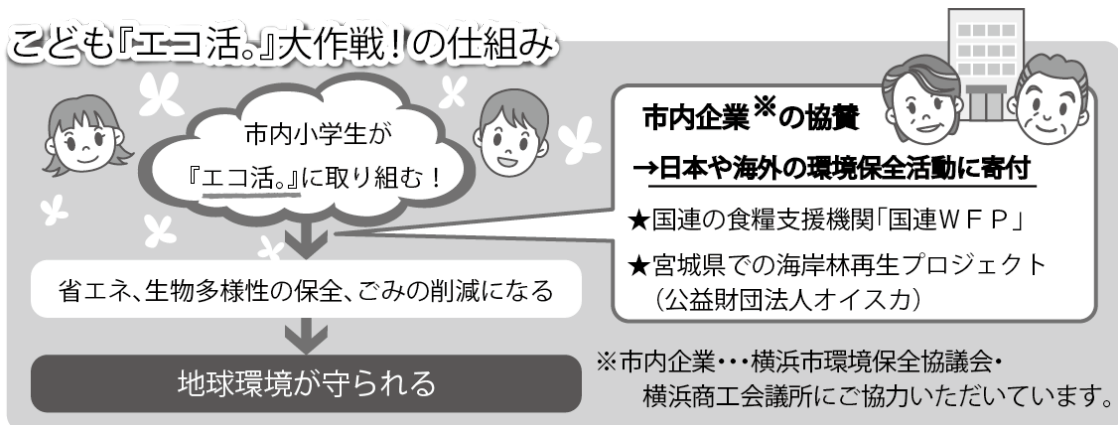 こども『エコ活。』大作戦！の仕組み
市内小学生が
『エコ活。』に取り組む！
省エネ、生物多様性の保全、ごみの削減になる
地球環境が守られる
市内企業※の協賛
→日本や海外の環境保全活動に寄付
★国連の食糧支援機関「国連ＷＦＰ」
★宮城県での海岸林再生プロジェクト
（公益財団法人オイスカ）
※市内企業・・・横浜市環境保全協議会・
横浜商工会議所にご協力いただいています。